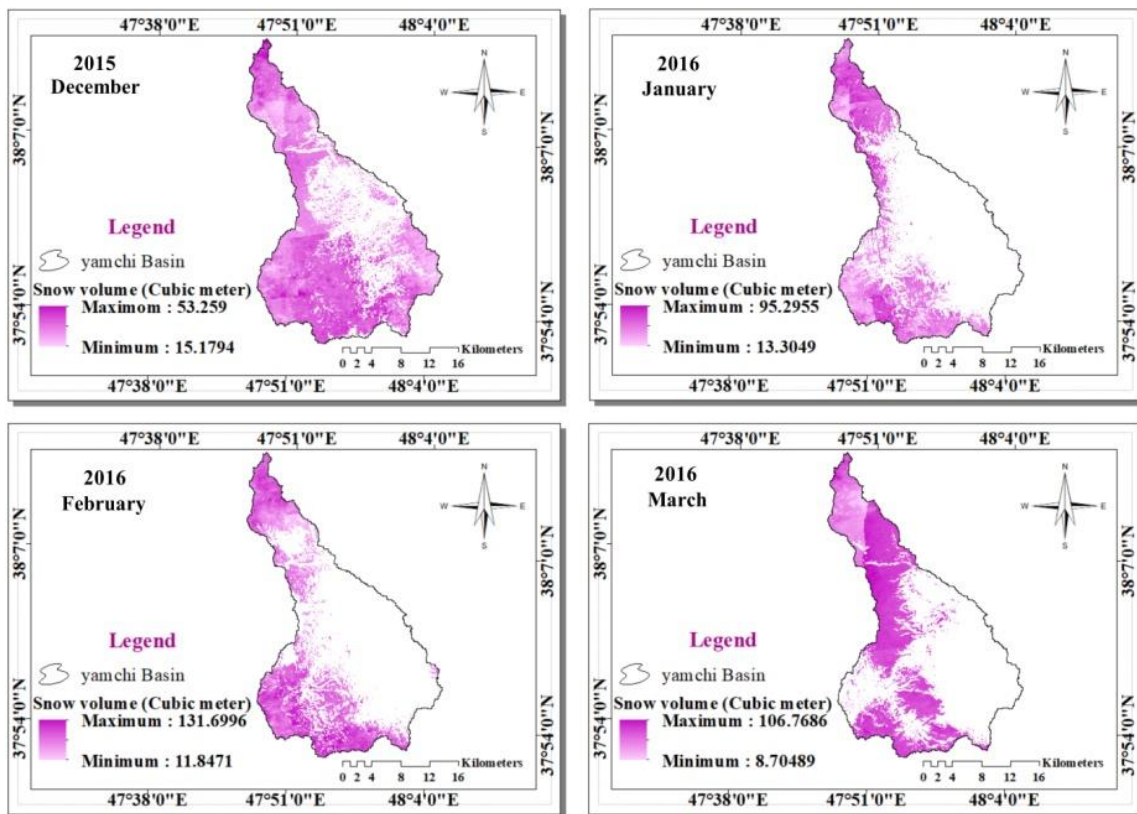 47°38'0"E 47°51'0"E 48°4'0"E
2015
December
N
W E
S
38°7'0"N
38°7'0"N
Legend
yamchi Basin
Snow volume (Cubic meter)
Maximom : 53.259
Minimum : 15.1794
37°54'0"N
37°54'0"N
Kilometers
0 2 4 8 12 16
47°38'0"E 47°51'0"E 48°4'0"E
47°38'0"E 47°51'0"E 48°4'0"E
2016
January
N
W E
S
38°7'0"N
38°7'0"N
Legend
yamchi Basin
Snow volume (Cubic meter)
Maximum : 95.2955
Minimum : 13.3049
37°54'0"N
37°54'0"N
Kilometers
0 2 4 8 12 16
47°38'0"E 47°51'0"E 48°4'0"E
47°38'0"E 47°51'0"E 48°4'0"E
2016
February
N
W E
S
38°7'0"N
38°7'0"N
Legend
yamchi Basin
Snow volume (Cubic meter)
Maximum : 131.6996
Minimum : 11.8471
37°54'0"N
37°54'0"N
Kilometers
0 2 4 8 12 16
47°38'0"E 47°51'0"E 48°4'0"E
47°38'0"E 47°51'0"E 48°4'0"E
2016
March
N
W E
S
38°7'0"N
38°7'0"N
Legend
yamchi Basin
Snow volume (Cubic meter)
Maximum : 106.7686
Minimum : 8.70489
37°54'0"N
37°54'0"N
Kilometers
0 2 4 8 12 16
47°38'0"E 47°51'0"E 48°4'0"E